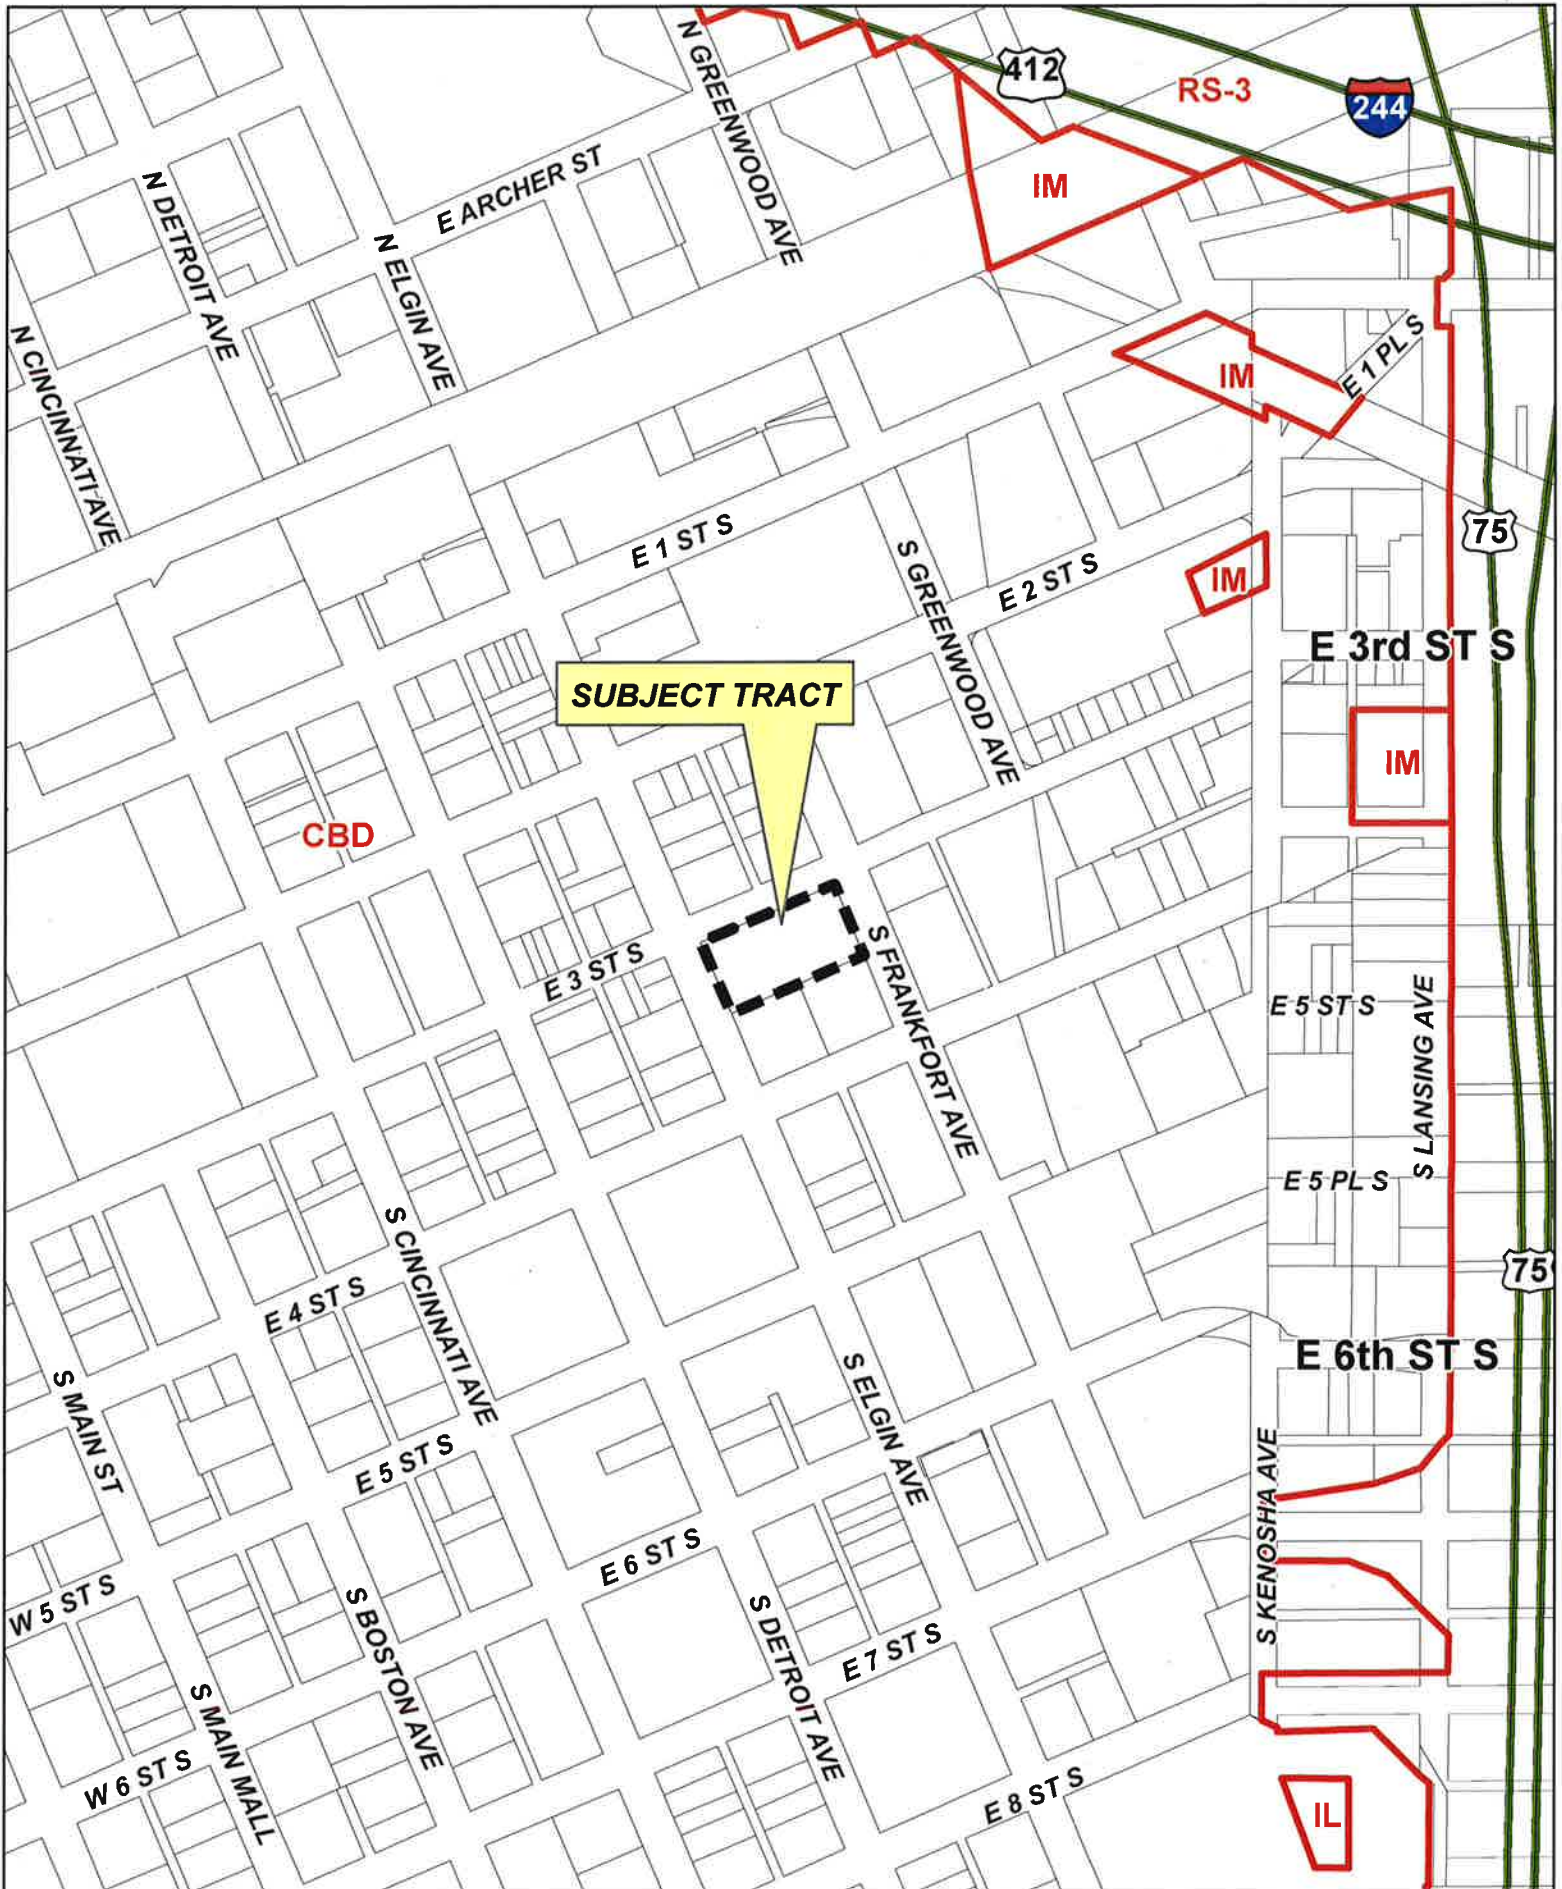 N GREENWOOD AVE
412
RS-3
244
E ARCHER ST
IM
N DETROIT AVE
N ELGIN AVE
N CINCINNATI AVE
E 1 PL S
IM
E 1 ST S
75
S GREENWOOD AVE
E 2 ST S
IM
E 3rd ST S
SUBJECT TRACT
IM
CBD
S FRANKFORT AVE
E 3 ST S
E 5 ST S
S LANSING AVE
E 5 PL S
S CINCINNATI AVE
75
E 4 ST S
E 6th ST S
S ELGIN AVE
S MAIN ST
E 5 ST S
S KENOSHA AVE
E 6 ST S
W 5 ST S
S BOSTON AVE
S DETROIT AVE
E 7 ST S
S MAIN MALL
W 6 ST S
E 8 ST S
IL